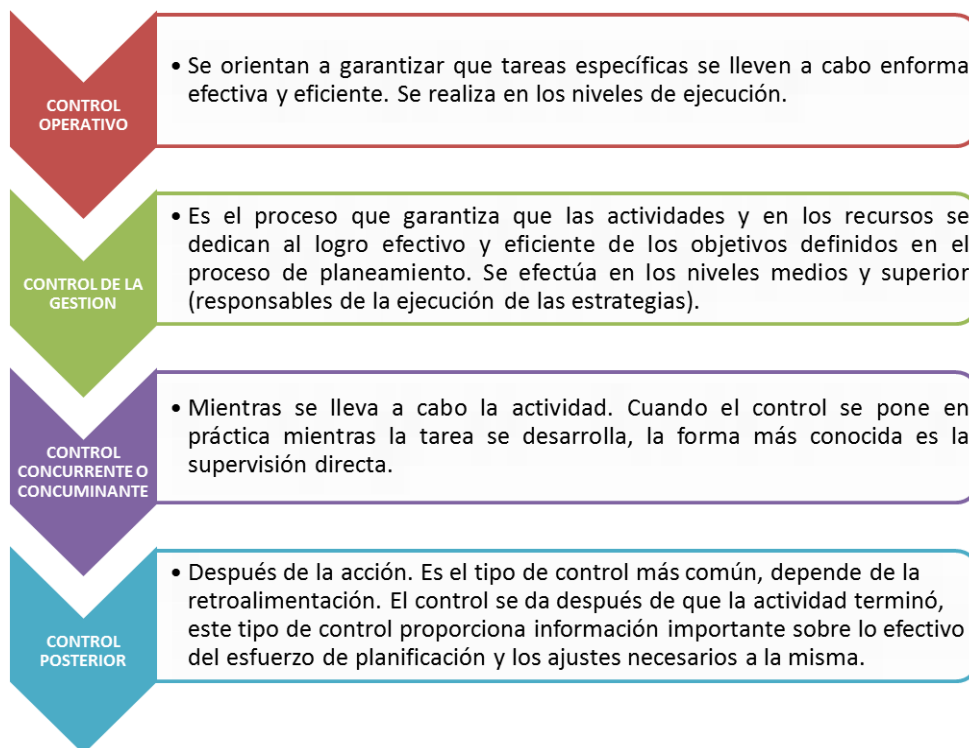 CONTROL
OPERATIVO
• Se orientan a garantizar que tareas específicas se lleven a cabo enforma
efectiva y eficiente. Se realiza en los niveles de ejecución.
CONTROL DE LA
GESTION
• Es el proceso que garantiza que las actividades y en los recursos se
dedican al logro efectivo y eficiente de los objetivos definidos en el
proceso de planeamiento. Se efectúa en los niveles medios y superior
(responsables de la ejecución de las estrategias).
CONTROL
CONCURRENTE O
CONCUMINANTE
• Mientras se lleva a cabo la actividad. Cuando el control se pone en
práctica mientras la tarea se desarrolla, la forma más conocida es la
supervisión directa.
CONTROL
POSTERIOR
• Después de la acción. Es el tipo de control más común, depende de la
retroalimentación. El control se da después de que la actividad terminó,
este tipo de control proporciona información importante sobre lo efectivo
del esfuerzo de planificación y los ajustes necesarios a la misma.